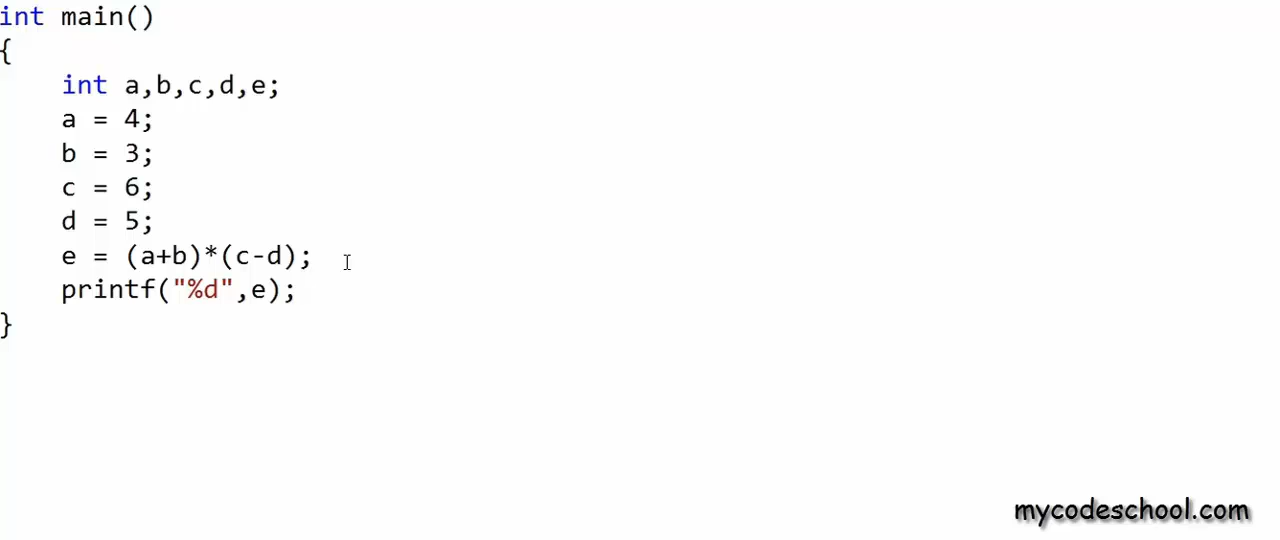 int main()
{
    int a,b,c,d,e;
    a = 4;
    b = 3;
    c = 6;
    d = 5;
    e = (a+b)*(c-d);
    printf("%d",e);
}
mycodeschool.com